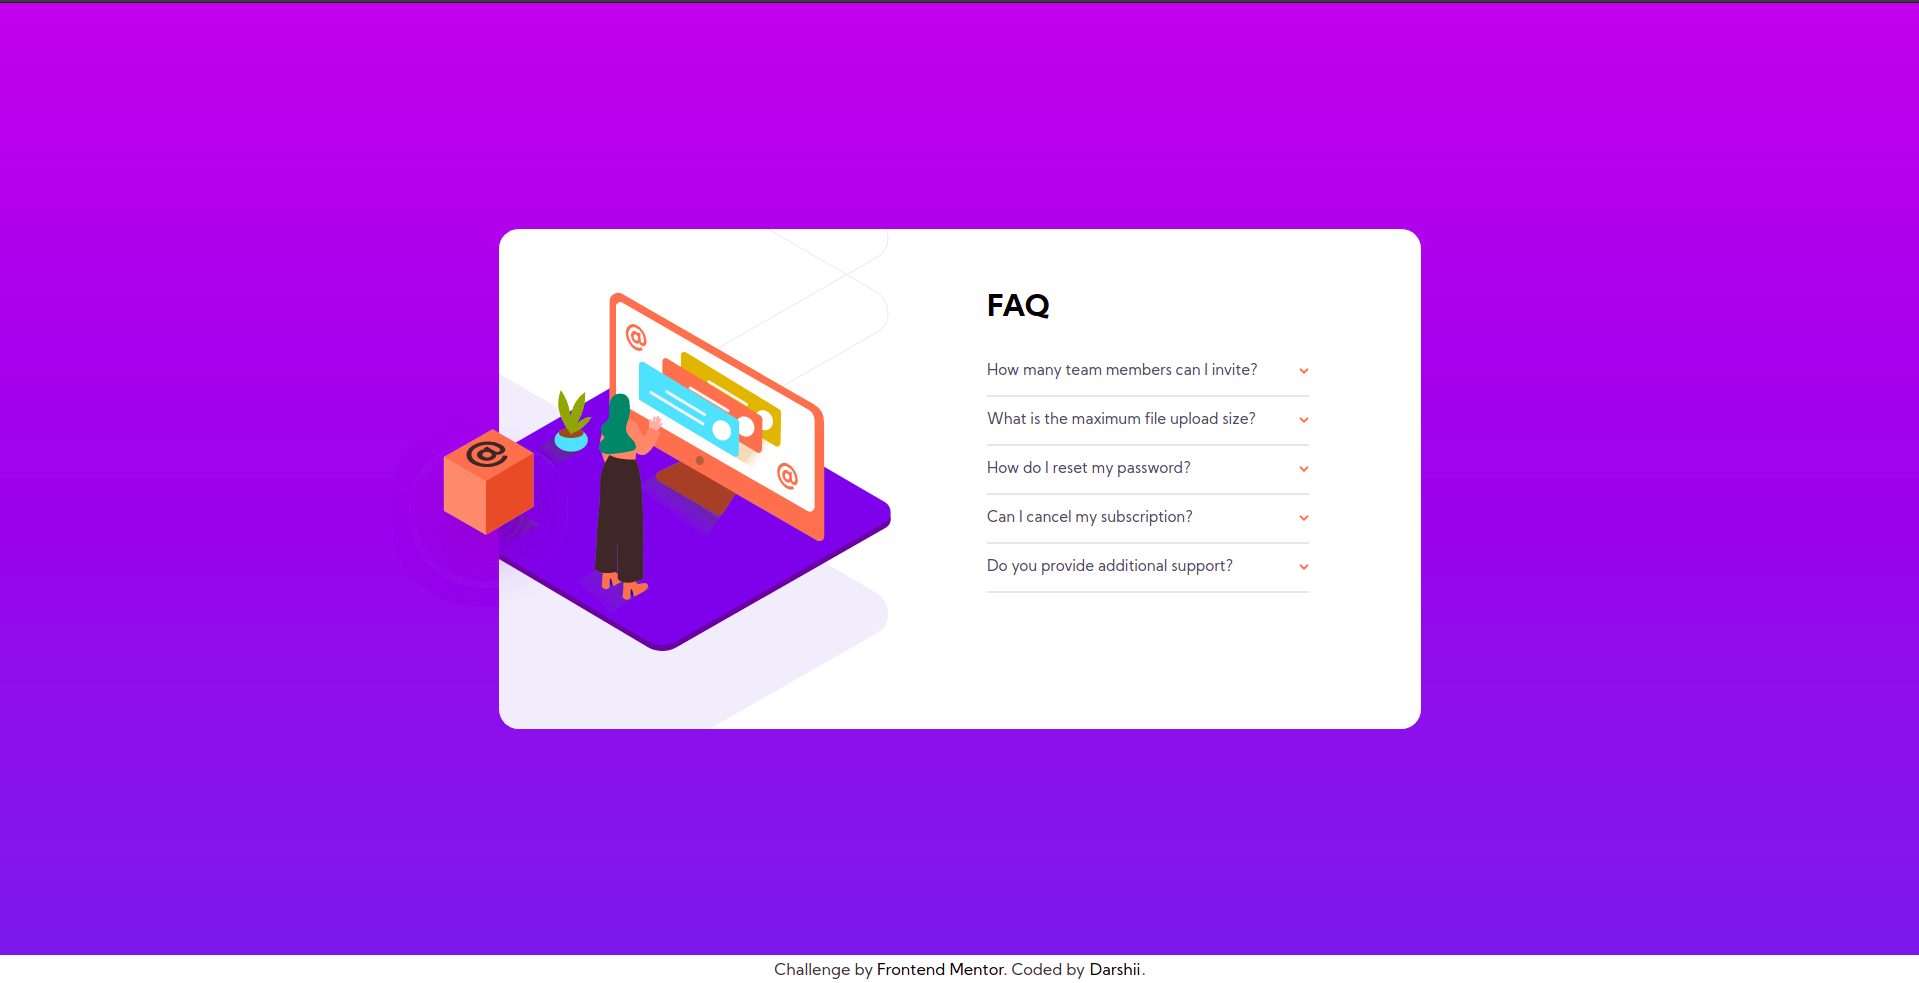 FAQ
How many team members can I invite?
What is the maximum file upload size?
How do I reset my password?
Can I cancel my subscription?
Do you provide additional support?
@
@
@
Challenge by Frontend Mentor. Coded by Darshii.